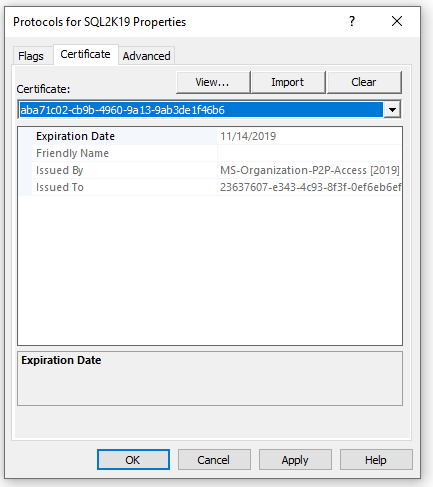 Protocols for SQL2K19 Properties
?
Flags
Certificate
Advanced
View...
Import
Clear
Certificate:
aba71c02-cb9b-4960-9a13-9ab3de1f46b6
Expiration Date 11/14/2019
Friendly Name
Issued By MS-Organization-P2P-Access [2019]
Issued To 23637607-e343-4c93-8f3f-0ef6eb6ef
Expiration Date
OK
Cancel
Apply
Help